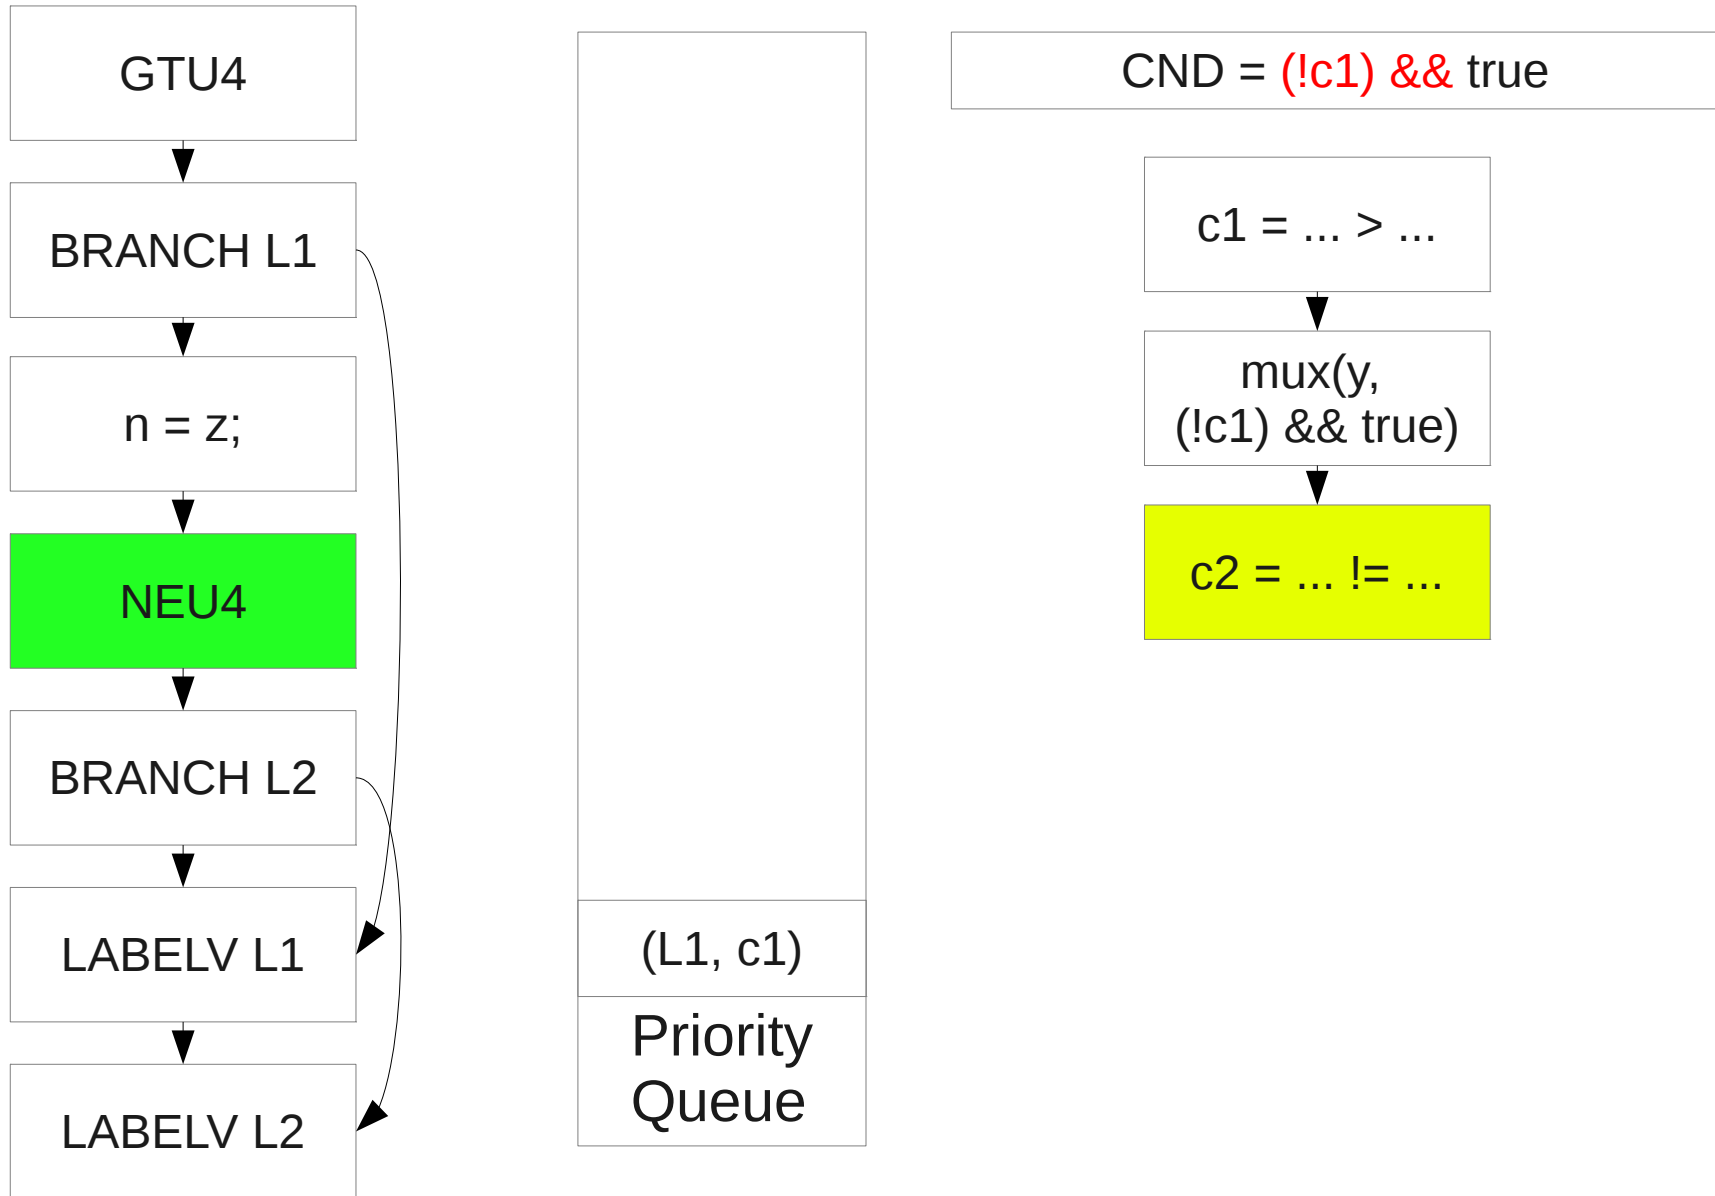 GTU4
BRANCH L1
n = z;
NEU4
BRANCH L2
LABELV L1
LABELV L2
(L1, c1)
Priority
Queue
CND = (!c1) && true
c1 = ... > ...
mux(y,
(!c1) && true)
c2 = ... != ...